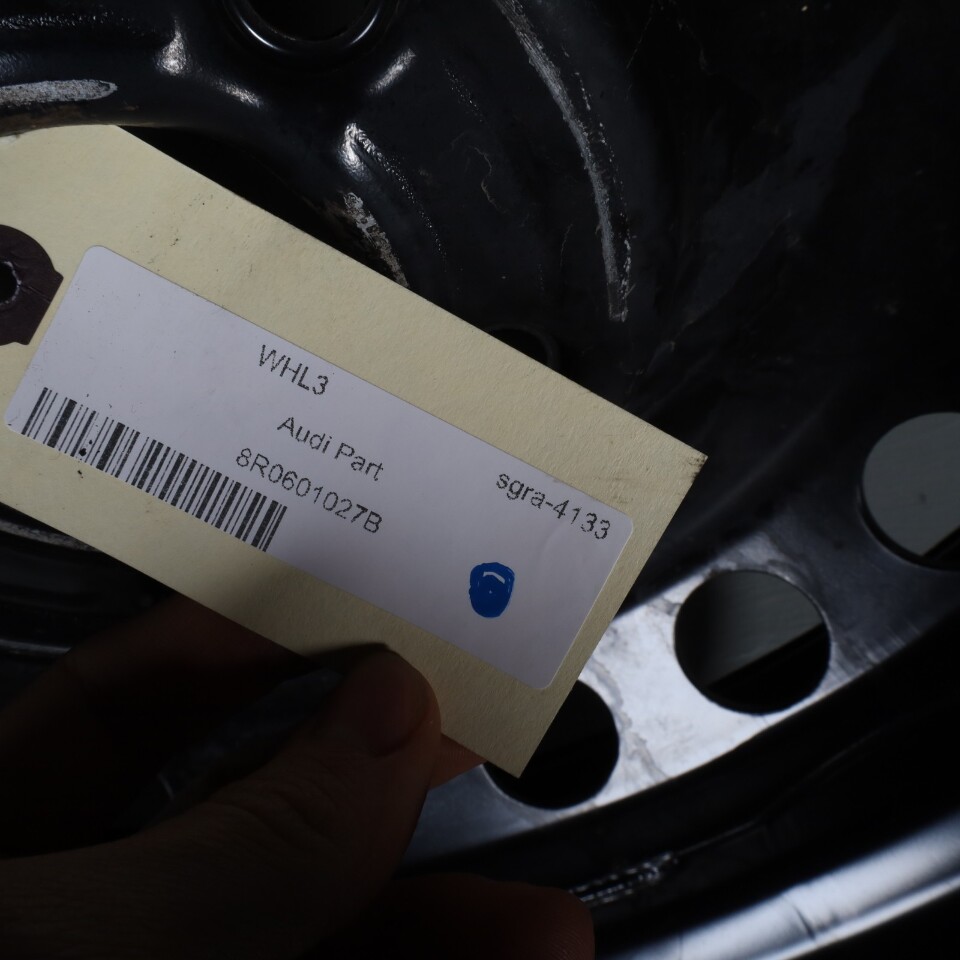 WHL3
Audi Part
8R0601027B
sgra-4133